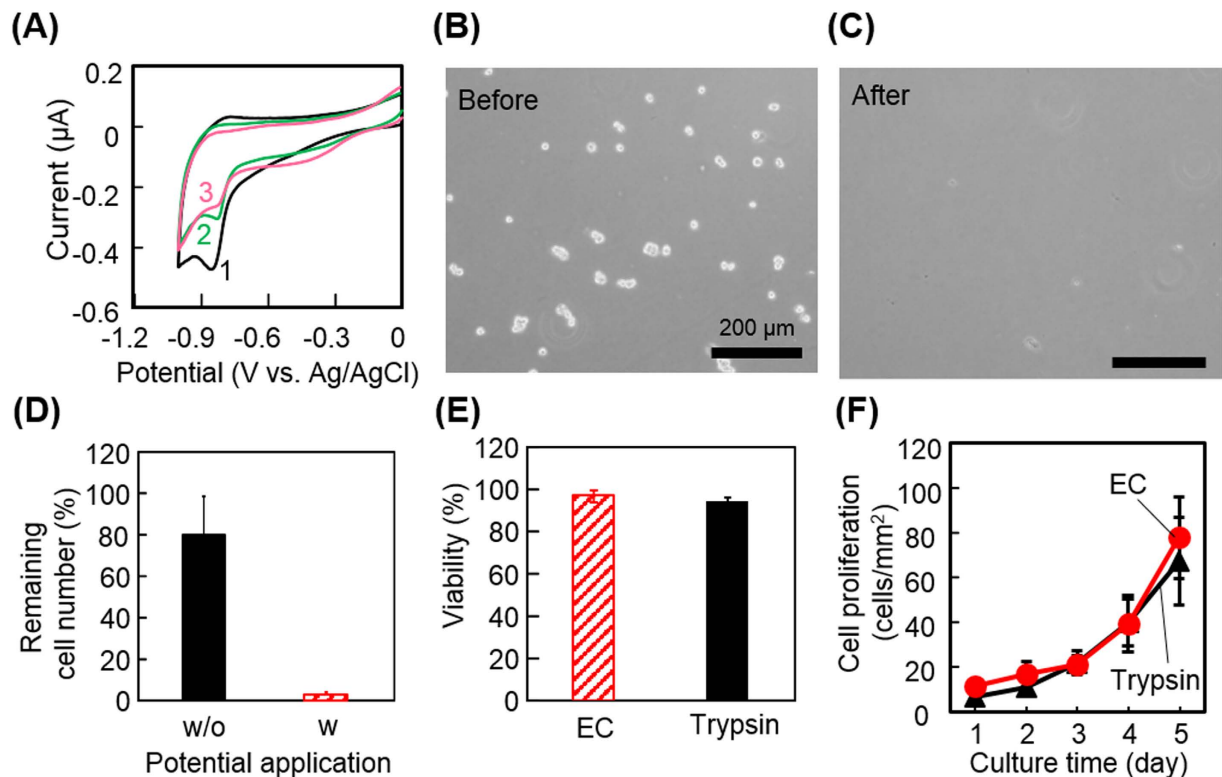 (A)
0.2
0
-0.2
-0.4
-0.6
-1.2 -0.9 -0.6 -0.3 0
Current (µA)
Potential (V vs. Ag/AgCl)
3
2
1
(B)
Before
200 µm
(C)
After
(D)
120
100
80
60
40
20
0
Remaining
cell number (%)
w/o w
Potential application
(E)
120
100
80
60
40
20
0
Viability (%)
EC Trypsin
(F)
120
100
80
60
40
20
0
Cell proliferation
(cells/mm²)
EC
Trypsin
1 2 3 4 5
Culture time (day)